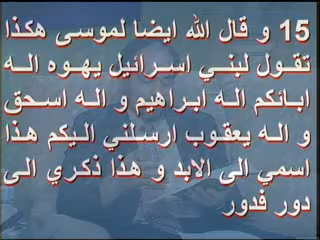 15 و قال الله ايضا لموسى هكذا
تقول لبني اسرائيل يهوه اله
ابائكم اله ابراهيم و اله اسحق
و اله يعقوب ارسلني اليكم هذا
اسمي الى الابد و هذا ذكري الى
دور فدور